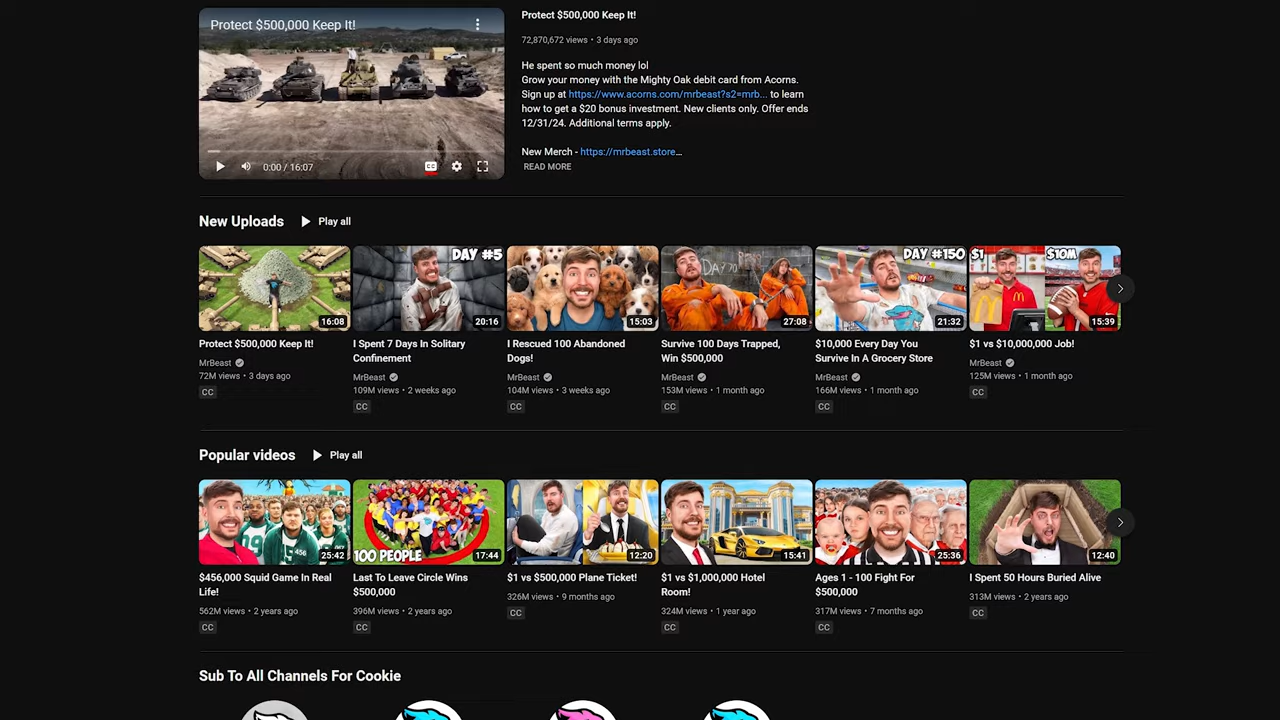 Protect $500,000 Keep It!
0:00 / 16:07
CC
Protect $500,000 Keep It!
72,870,672 views • 3 days ago
He spent so much money lol
Grow your money with the Mighty Oak debit card from Acorns.
Sign up at https://www.acorns.com/mrbeast?s2=mrb... to learn
how to get a $20 bonus investment. New clients only. Offer ends
12/31/24. Additional terms apply.
New Merch - https://mrbeast.store...
READ MORE
New Uploads
Play all
16:08
Protect $500,000 Keep It!
MrBeast
72M views • 3 days ago
CC
DAY #5
20:16
I Spent 7 Days In Solitary
Confinement
MrBeast
109M views • 2 weeks ago
CC
15:03
I Rescued 100 Abandoned
Dogs!
MrBeast
104M views • 3 weeks ago
CC
DAY 70
27:08
Survive 100 Days Trapped,
Win $500,000
MrBeast
153M views • 1 month ago
CC
DAY #150
21:32
$10,000 Every Day You
Survive In A Grocery Store
MrBeast
166M views • 1 month ago
CC
$1
$10M
15:39
$1 vs $10,000,000 Job!
MrBeast
125M views • 1 month ago
CC
Popular videos
Play all
456
25:42
$456,000 Squid Game In Real
Life!
562M views • 2 years ago
CC
100 PEOPLE
17:44
Last To Leave Circle Wins
$500,000
396M views • 2 years ago
CC
12:20
$1 vs $500,000 Plane Ticket!
326M views • 9 months ago
CC
15:41
$1 vs $1,000,000 Hotel
Room!
324M views • 1 year ago
CC
25:36
Ages 1 - 100 Fight For
$500,000
317M views • 7 months ago
CC
12:40
I Spent 50 Hours Buried Alive
313M views • 2 years ago
CC
Sub To All Channels For Cookie